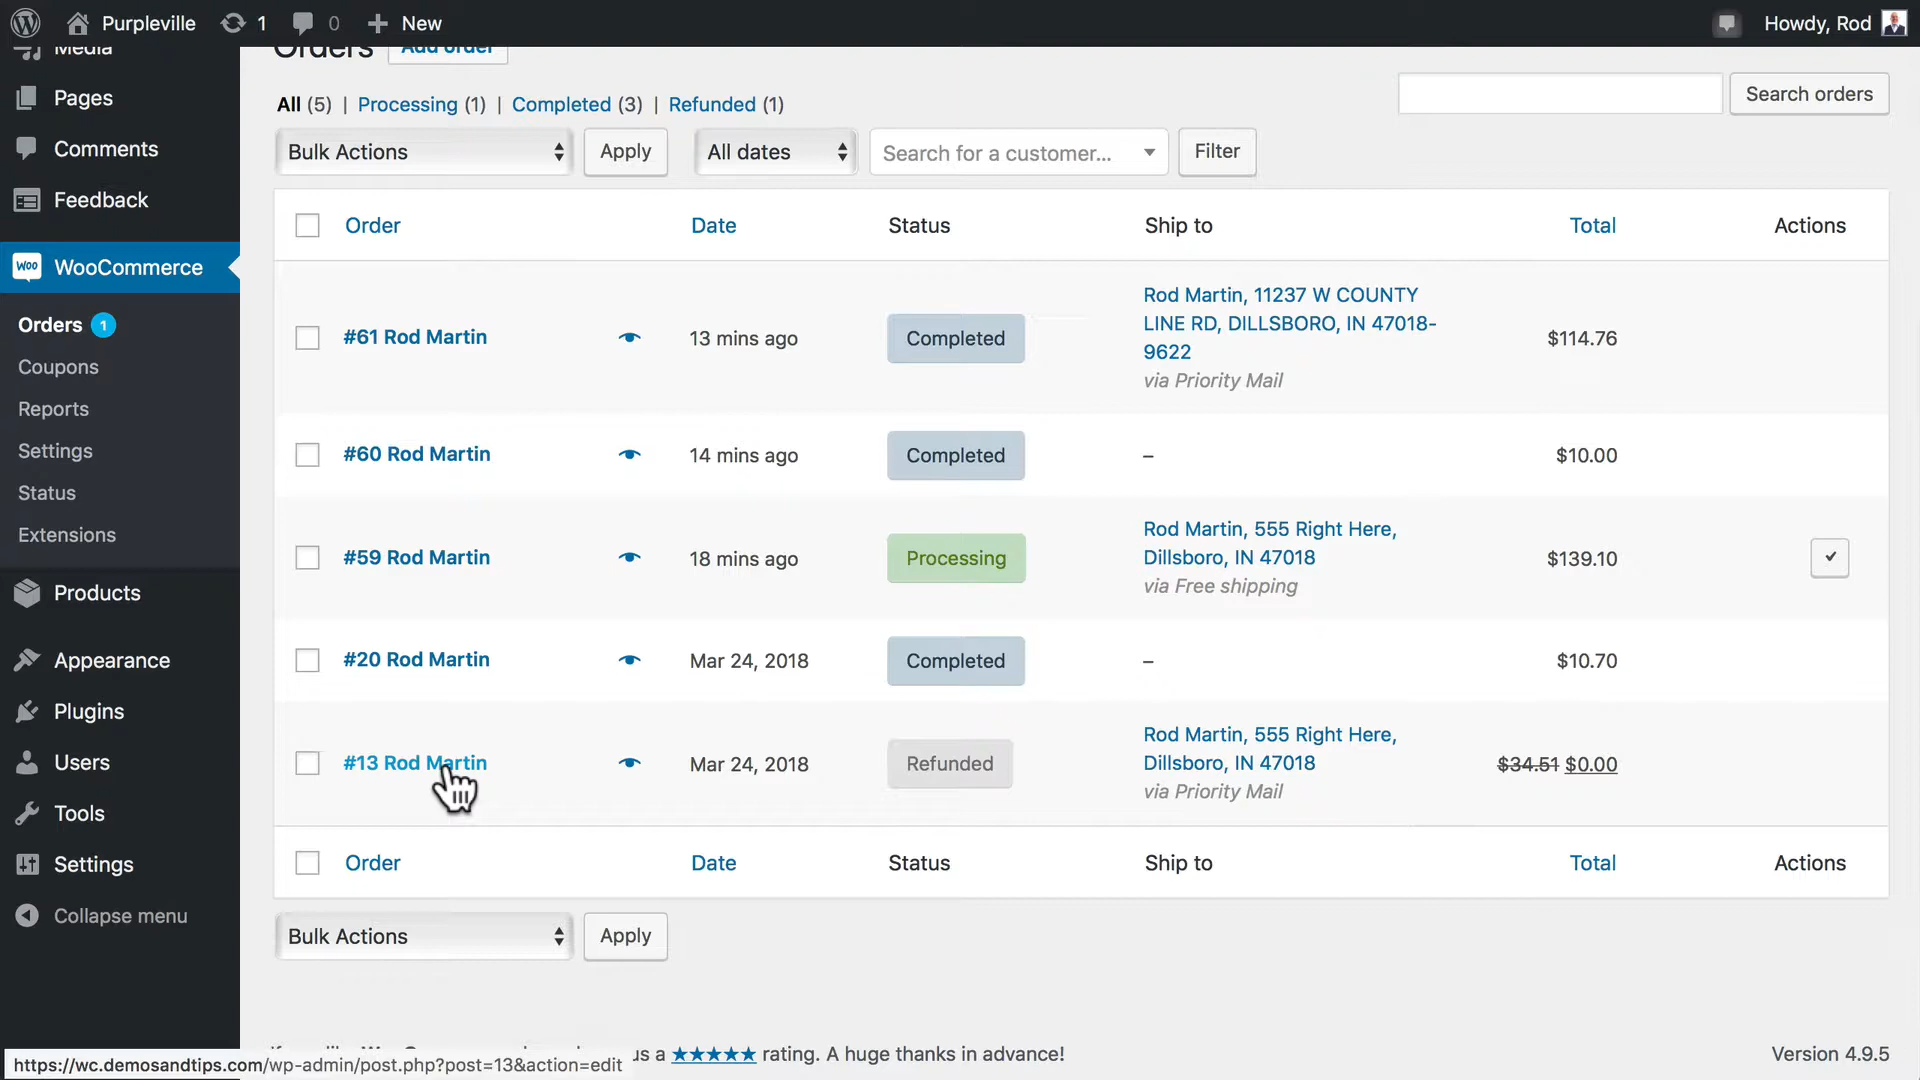 Purpleville 1 0 New Howdy, Rod
Media
Pages
Comments
Feedback
WooCommerce
Orders 1
Coupons
Reports
Settings
Status
Extensions
Products
Appearance
Plugins
Users
Tools
Settings
Collapse menu
Orders Add order
All (5) | Processing (1) | Completed (3) | Refunded (1)
Search orders
Bulk Actions Apply All dates Search for a customer... Filter
Order Date Status Ship to Total Actions
#61 Rod Martin 13 mins ago Completed
Rod Martin, 11237 W COUNTY
LINE RD, DILLSBORO, IN 47018-
9622
via Priority Mail
$114.76
#60 Rod Martin 14 mins ago Completed – $10.00
#59 Rod Martin 18 mins ago Processing
Rod Martin, 555 Right Here,
Dillsboro, IN 47018
via Free shipping
$139.10
#20 Rod Martin Mar 24, 2018 Completed – $10.70
#13 Rod Martin Mar 24, 2018 Refunded
Rod Martin, 555 Right Here,
Dillsboro, IN 47018
via Priority Mail
$34.51 $0.00
Order Date Status Ship to Total Actions
Bulk Actions Apply
us a ★★★★★ rating. A huge thanks in advance! Version 4.9.5
https://wc.demosandtips.com/wp-admin/post.php?post=13&action=edit